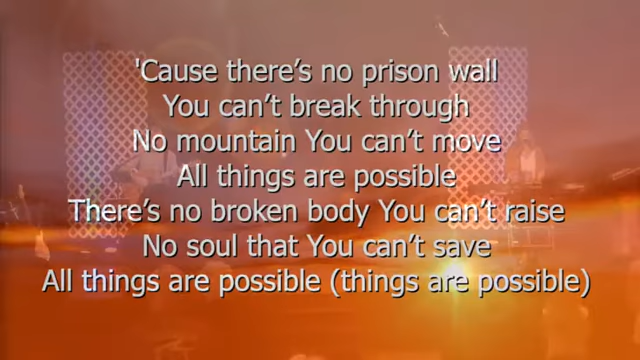 'Cause there’s no prison wall
You can’t break through
No mountain You can’t move
All things are possible
There’s no broken body You can’t raise
No soul that You can’t save
All things are possible (things are possible)